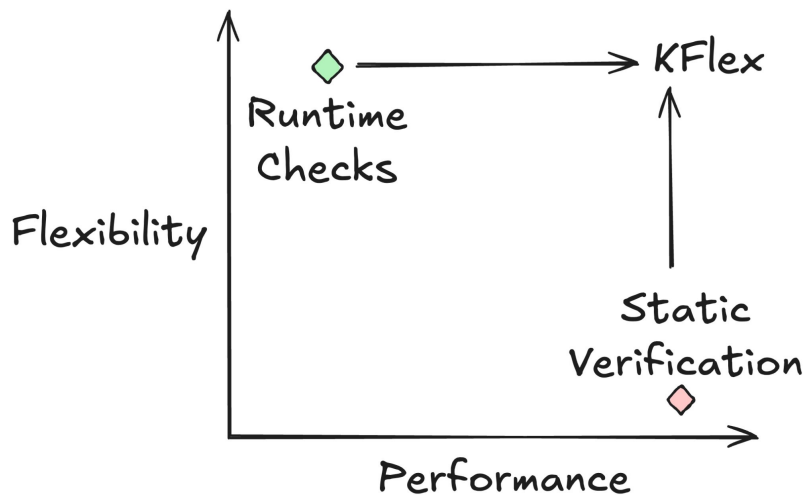 KFlex
Runtime
Checks
Flexibility
Static
Verification
Performance